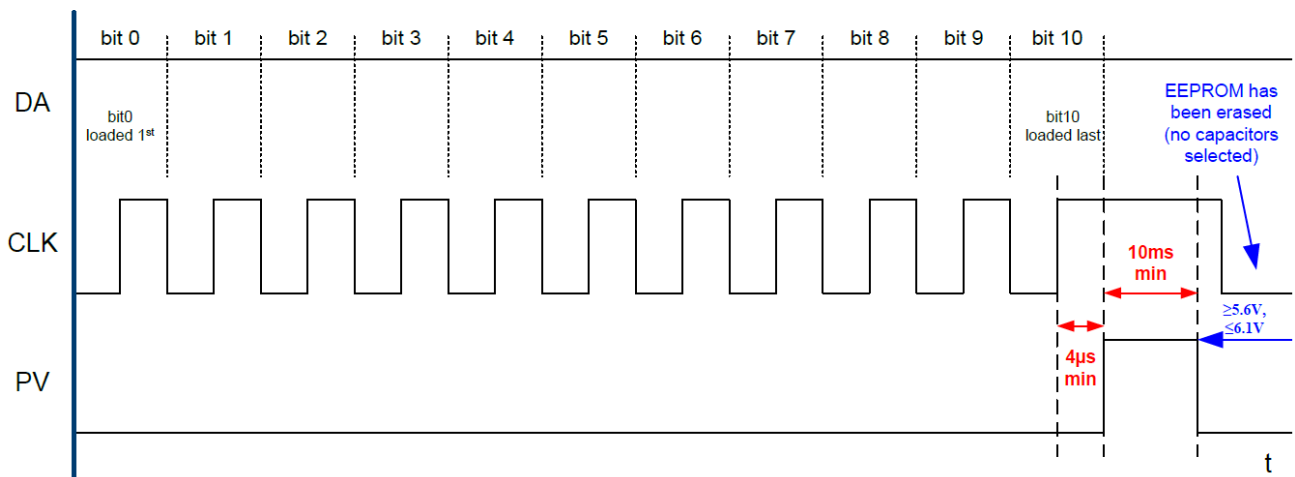 bit 0 bit 1 bit 2 bit 3 bit 4 bit 5 bit 6 bit 7 bit 8 bit 9 bit 10
DA
bit0
loaded 1st
bit10
loaded last
EEPROM has
been erased
(no capacitors
selected)
CLK
10ms
min
≥5.6V,
≤6.1V
4µs
min
PV
t